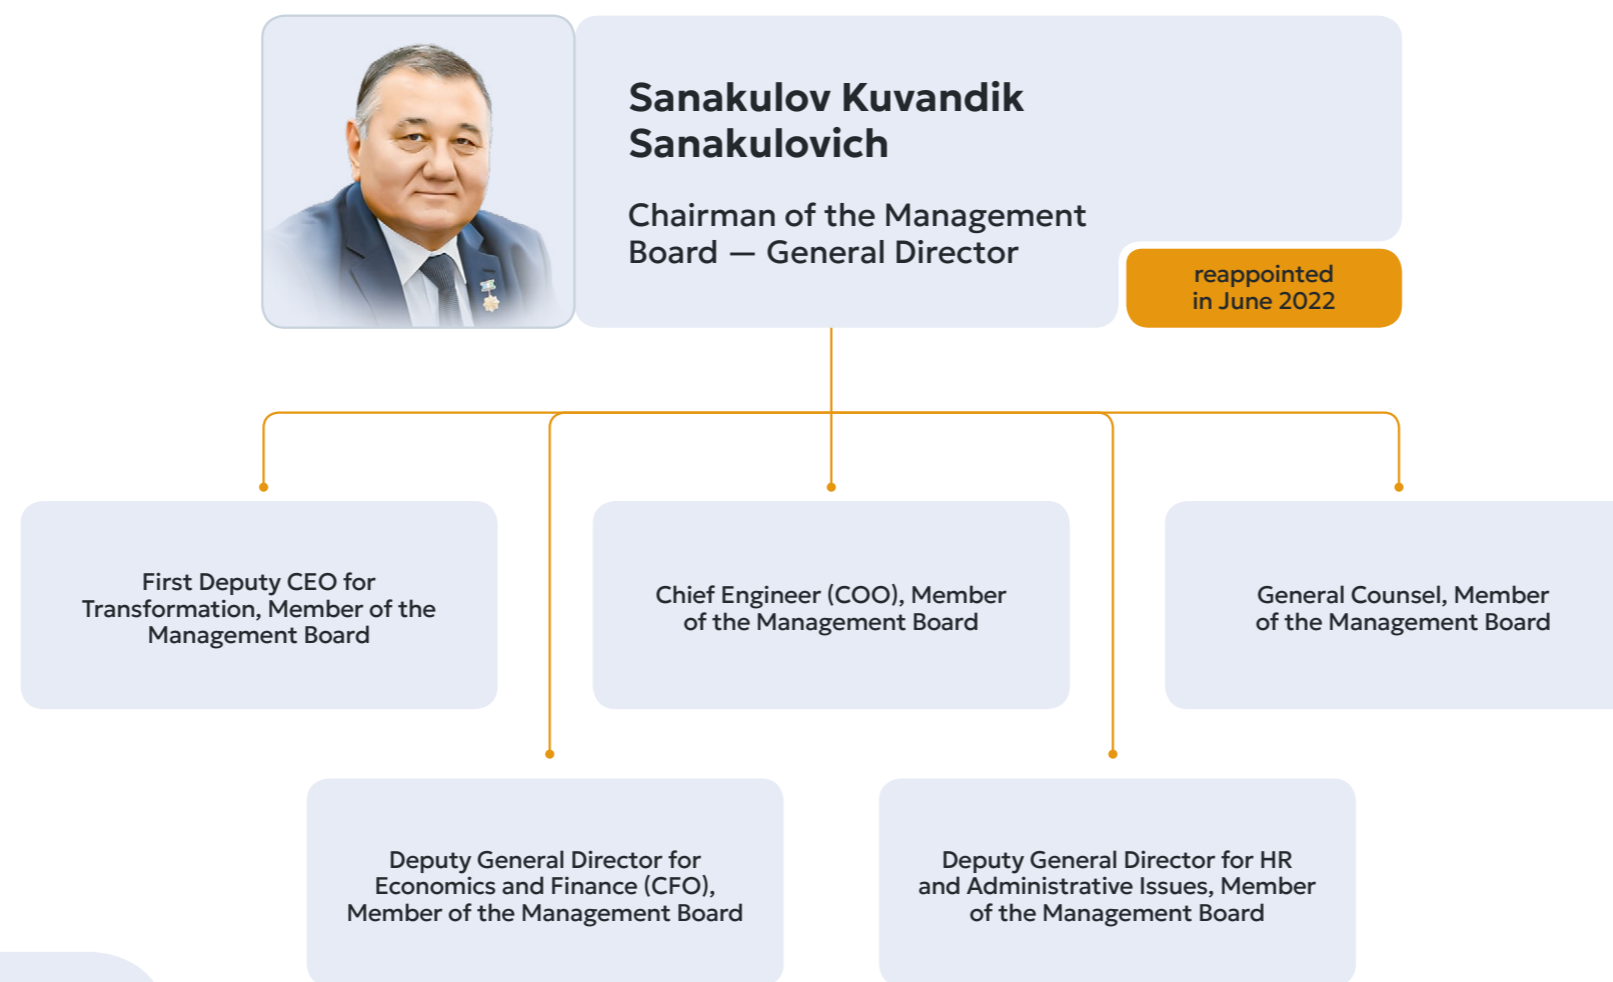 Sanakulov Kuvandik
Sanakulovich
Chairman of the Management
Board — General Director
reappointed
in June 2022
First Deputy CEO for
Transformation, Member of the
Management Board
Chief Engineer (COO), Member
of the Management Board
General Counsel, Member
of the Management Board
Deputy General Director for
Economics and Finance (CFO),
Member of the Management Board
Deputy General Director for HR
and Administrative Issues, Member
of the Management Board